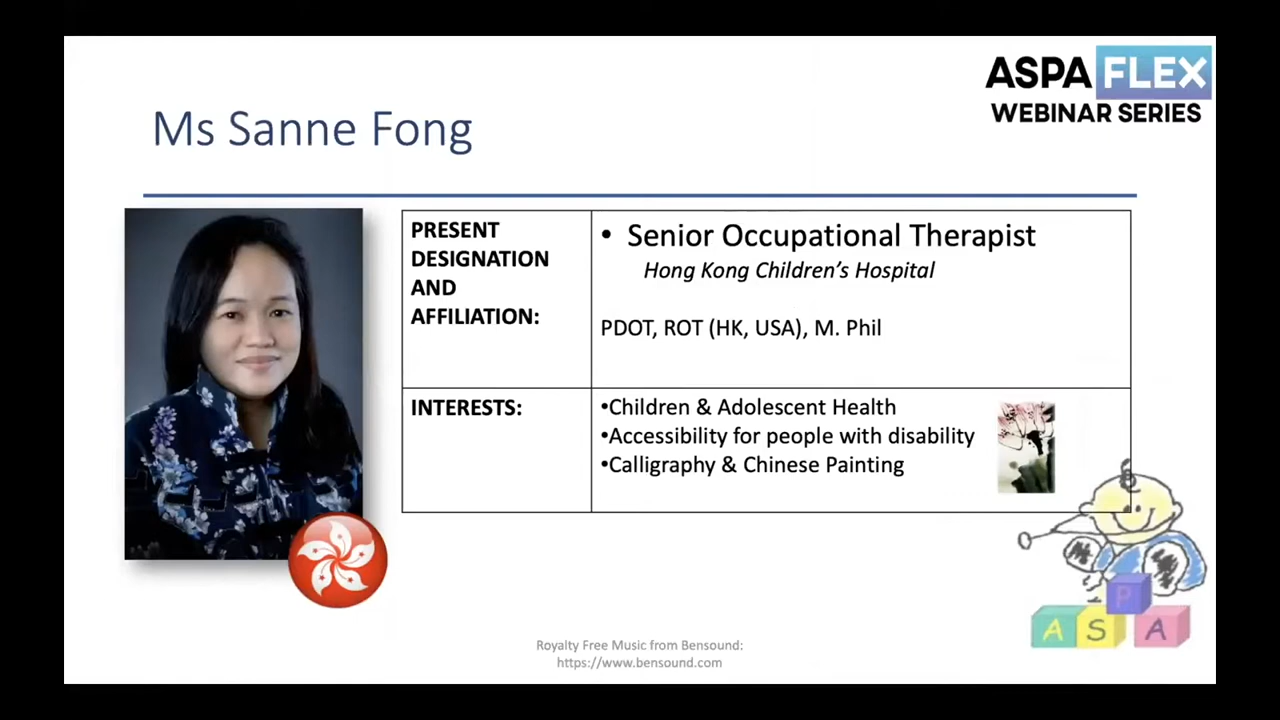 ASPA FLEX
WEBINAR SERIES
Ms Sanne Fong
PRESENT
DESIGNATION
AND
AFFILIATION:
• Senior Occupational Therapist
Hong Kong Children’s Hospital
PDOT, ROT (HK, USA), M. Phil
INTERESTS:
•Children & Adolescent Health
•Accessibility for people with disability
•Calligraphy & Chinese Painting
P
A S A
Royalty Free Music from Bensound:
https://www.bensound.com